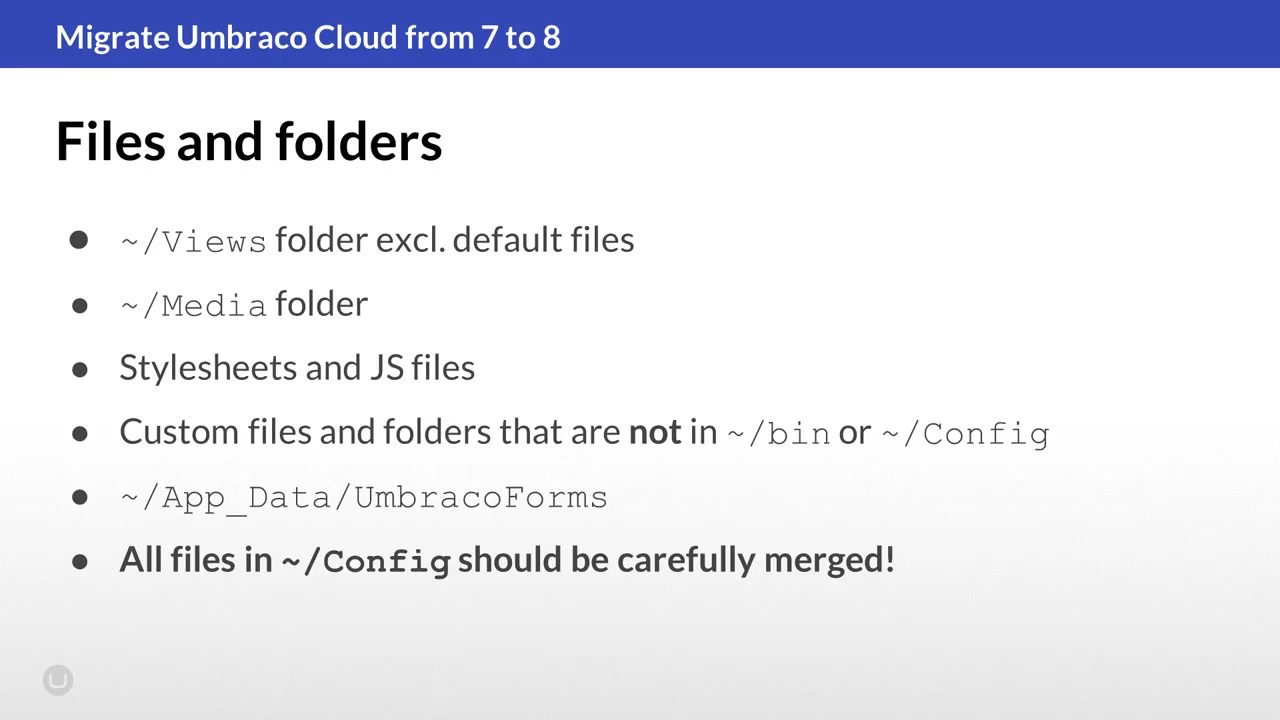 Migrate Umbraco Cloud from 7 to 8
Files and folders
● ~/Views folder excl. default files
● ~/Media folder
● Stylesheets and JS files
● Custom files and folders that are not in ~/bin or ~/Config
● ~/App_Data/UmbracoForms
● All files in ~/Config should be carefully merged!